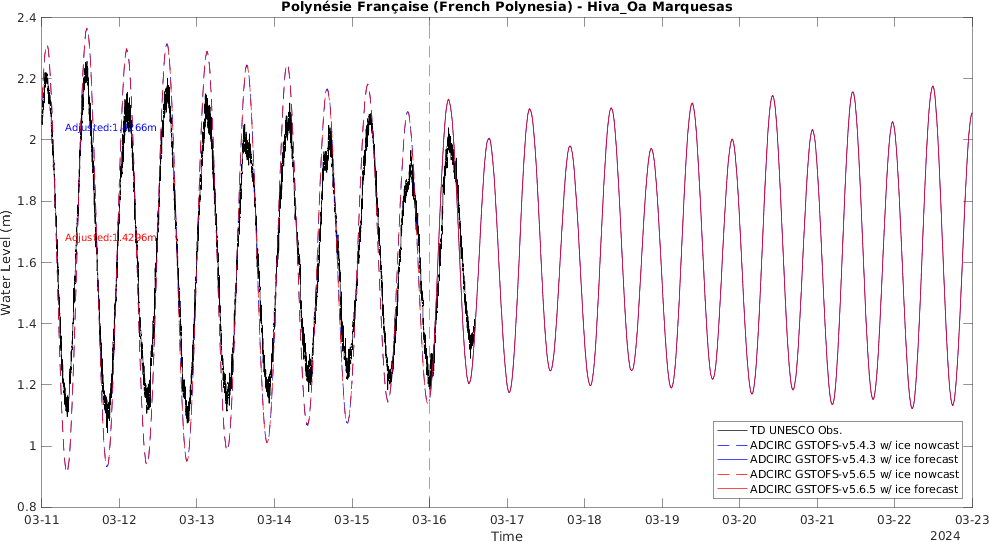 Polynésie Française (French Polynesia) - Hiva_Oa Marquesas
2.4
2.2
2
1.8
1.6
1.4
1.2
1
0.8
Water Level (m)
Adjusted:1.4296m
TD UNESCO Obs.
ADCIRC GSTOFS-v5.4.3 w/ ice nowcast
ADCIRC GSTOFS-v5.4.3 w/ ice forecast
ADCIRC GSTOFS-v5.6.5 w/ ice nowcast
ADCIRC GSTOFS-v5.6.5 w/ ice forecast
03-11 03-12 03-13 03-14 03-15 03-16 03-17 03-18 03-19 03-20 03-21 03-22 03-23
Time
2024